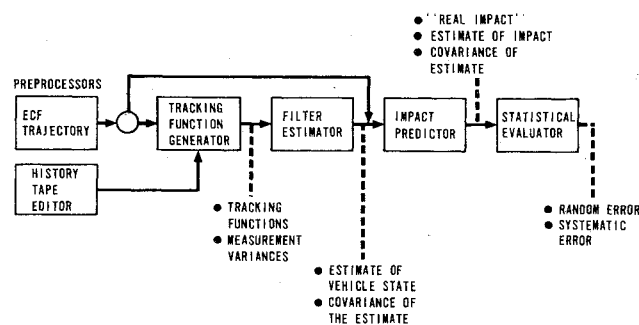 ● "REAL IMPACT"
● ESTIMATE OF IMPACT
● COVARIANCE OF
ESTIMATE
PREPROCESSORS
ECF
TRAJECTORY
TRACKING
FUNCTION
GENERATOR
FILTER
ESTIMATOR
IMPACT
PREDICTOR
STATISTICAL
EVALUATOR
HISTORY
TAPE
EDITOR
● TRACKING
FUNCTIONS
● MEASUREMENT
VARIANCES
● ESTIMATE OF
VEHICLE STATE
● COVARIANCE OF
THE ESTIMATE
● RANDOM ERROR
● SYSTEMATIC
ERROR